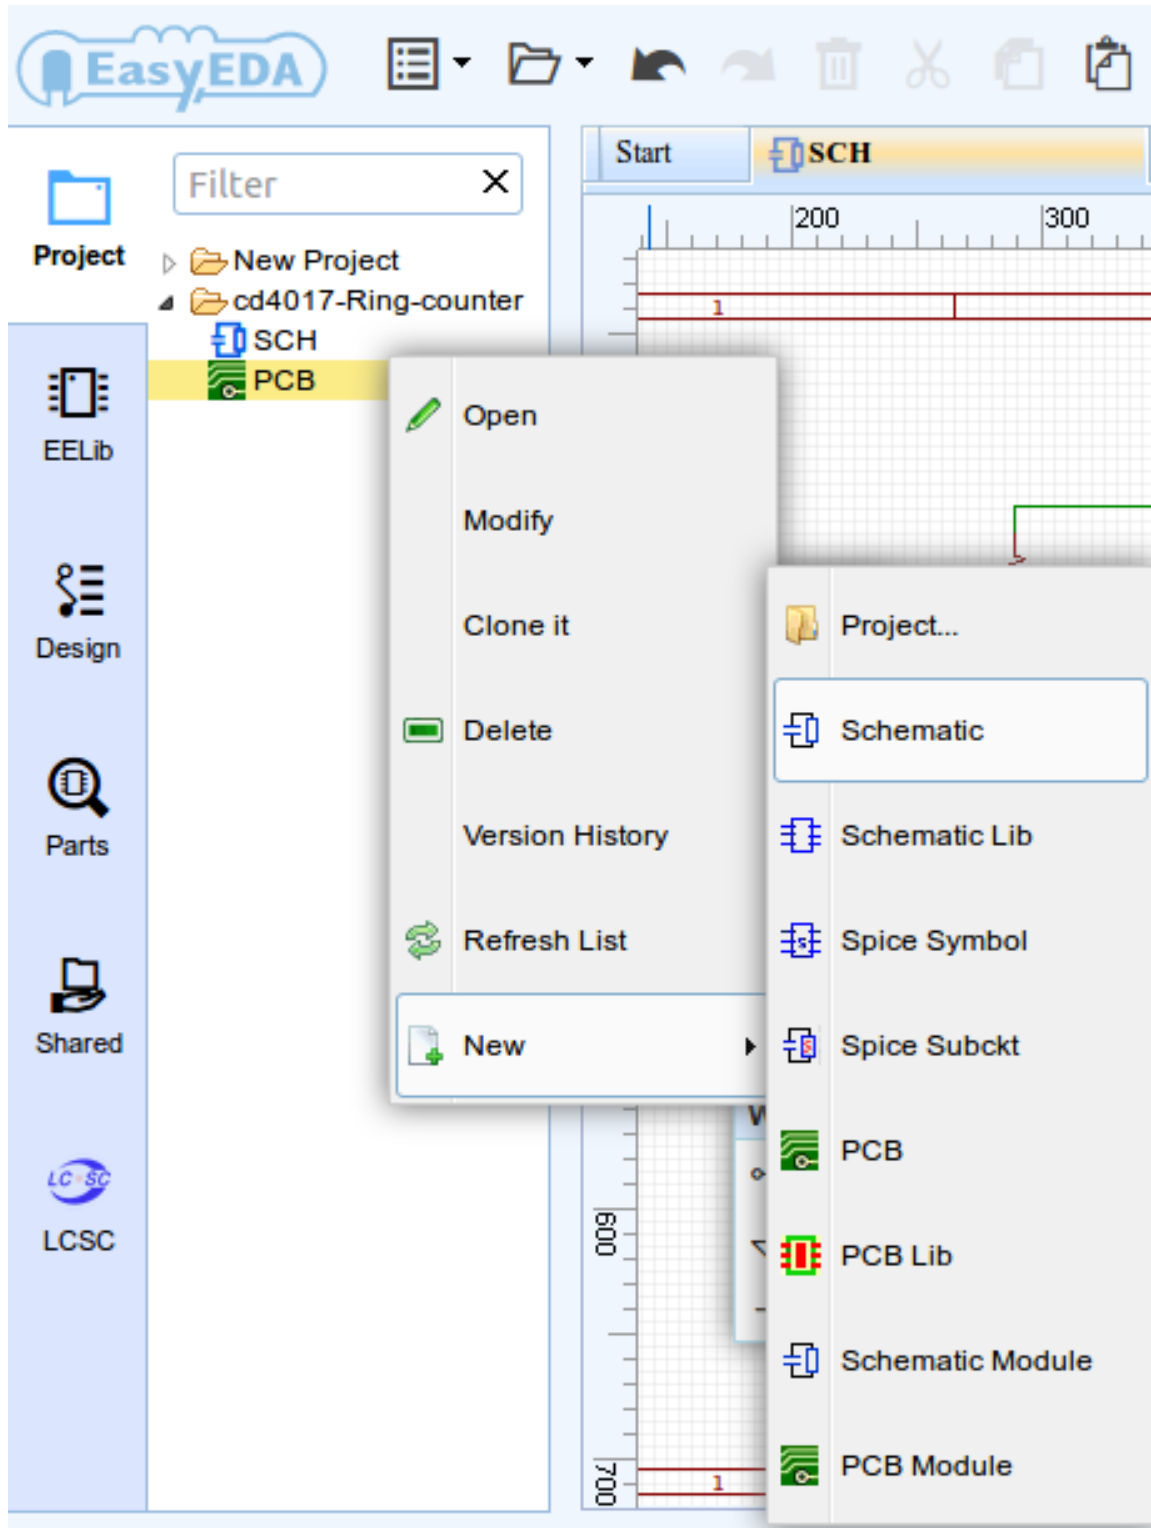 EasyEDA
Start
SCH
Filter
200
300
Project
New Project
cd4017-Ring-counter
1
SCH
PCB
EELib
Open
Modify
Clone it
Project...
Design
Delete
Schematic
Parts
Version History
Schematic Lib
Refresh List
Spice Symbol
Shared
New
Spice Subckt
PCB
LC SC
LCSC
600
PCB Lib
Schematic Module
700
1
PCB Module